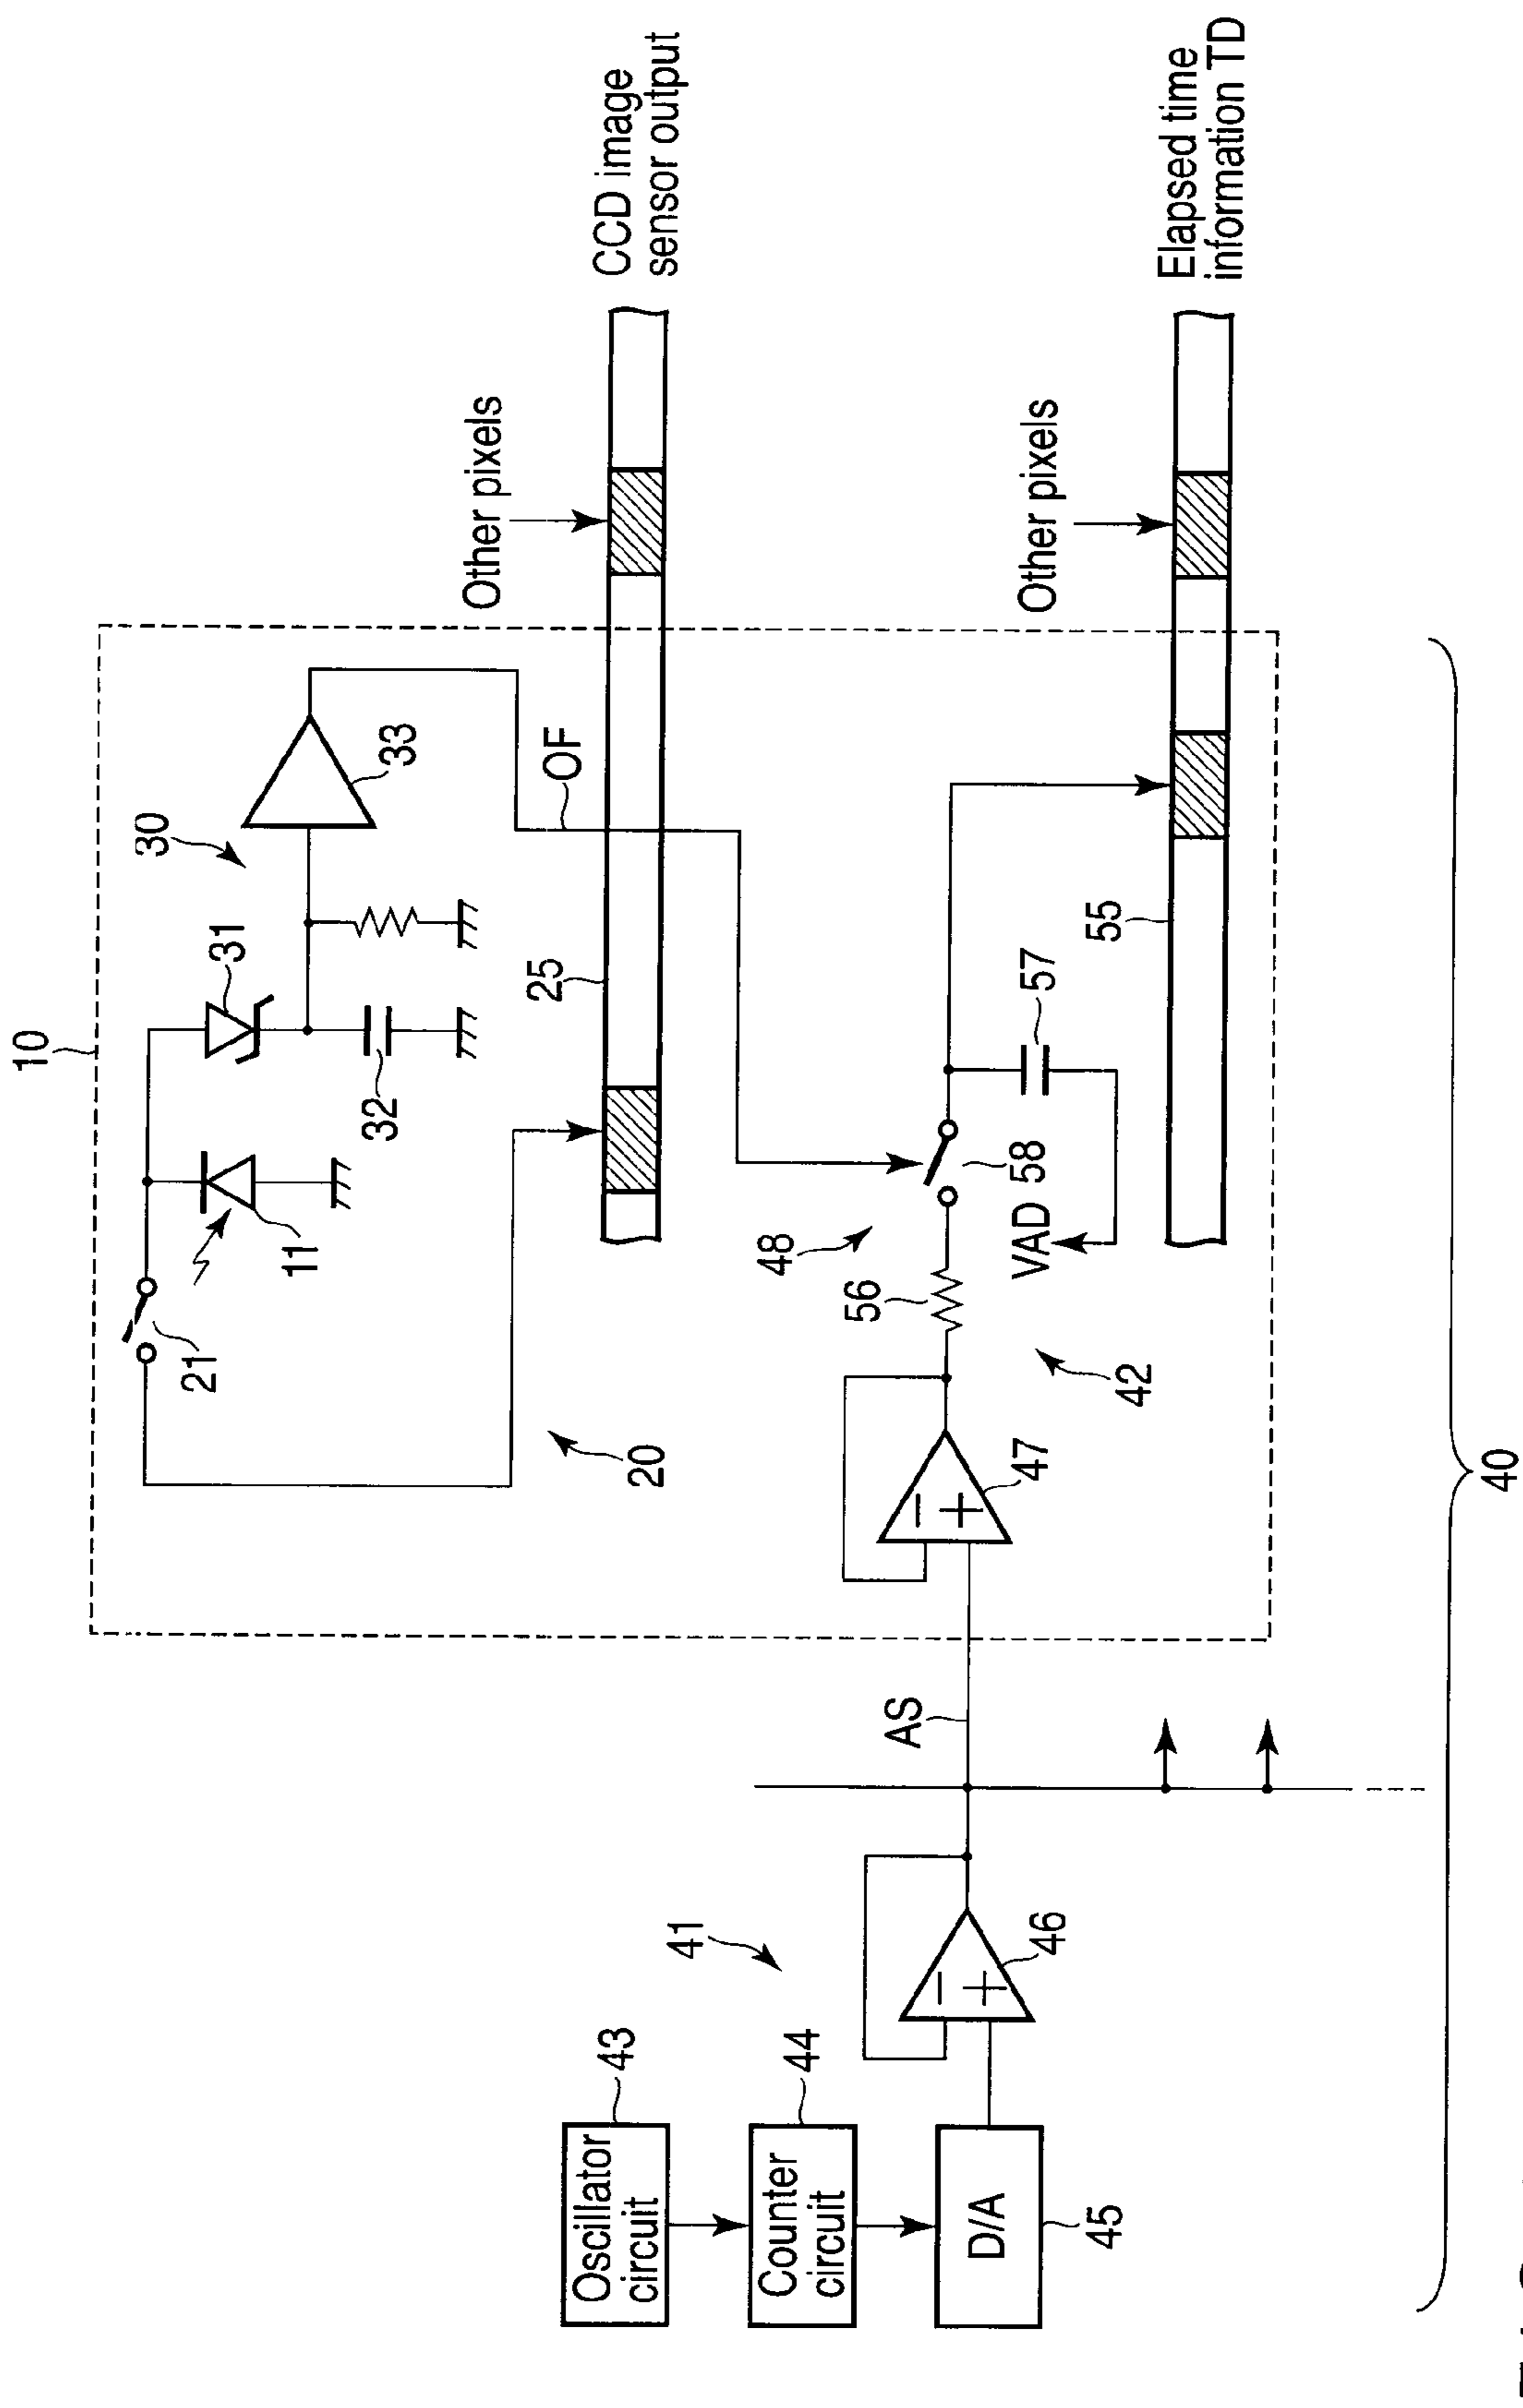 10
30
31
33
32
11
21
20
25
OF
Other pixels
CCD image
sensor output
48
58
57
56
VAD
42
47
55
Other pixels
Elapsed time
information TD
AS
41
46
Oscillator
circuit
43
Counter
circuit
44
D/A
45
40